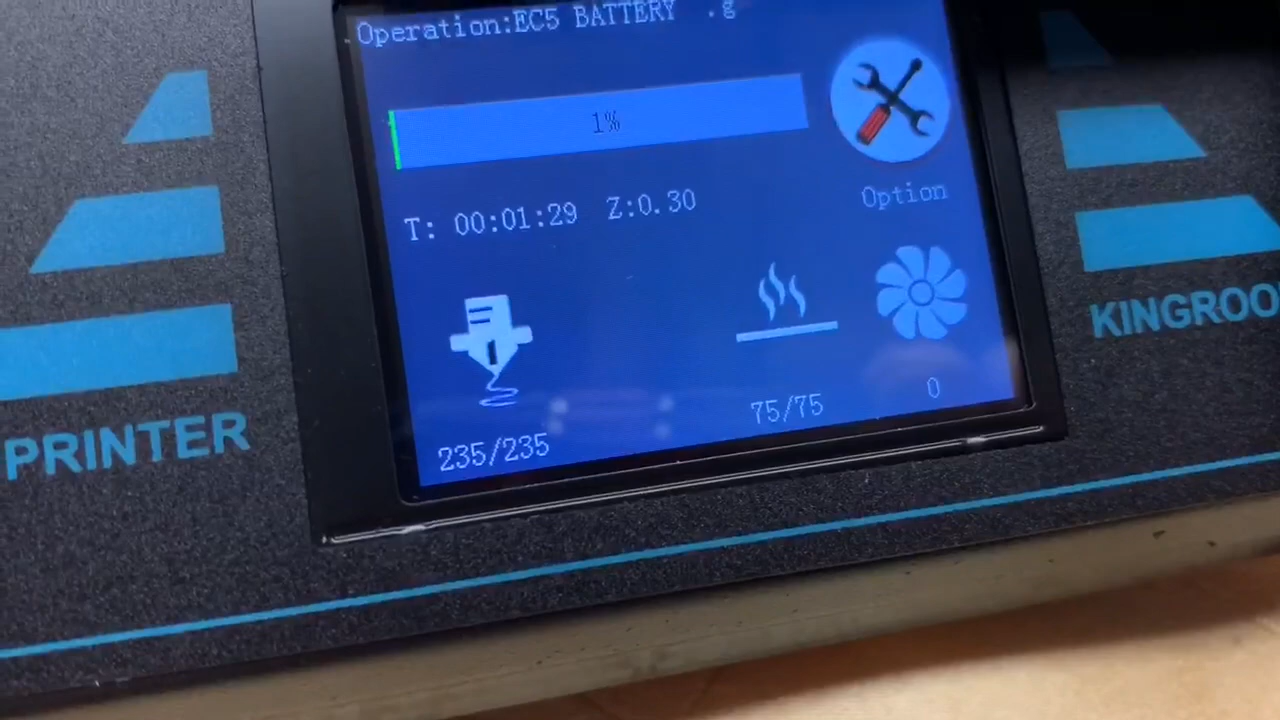 Operation:EC5 BATTERY .g
1%
T: 00:01:29 Z:0.30
Option
235/235
75/75
0
PRINTER
KINGROO